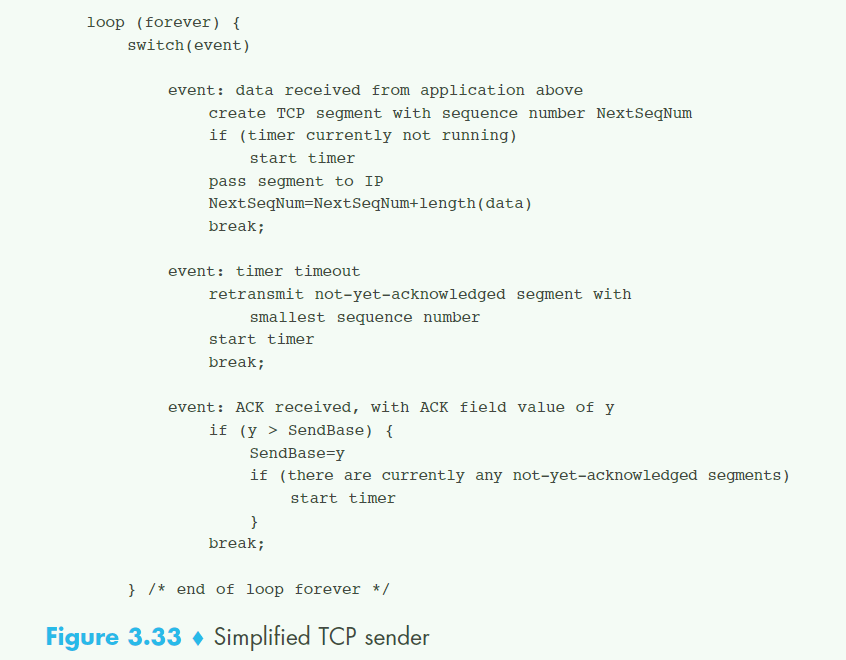 loop (forever) {
switch(event)
event: data received from application above
create TCP segment with sequence number NextSeqNum
if (timer currently not running)
start timer
pass segment to IP
NextSeqNum=NextSeqNum+length(data)
break;
event: timer timeout
retransmit not-yet-acknowledged segment with
smallest sequence number
start timer
break;
event: ACK received, with ACK field value of y
if (y > SendBase) {
SendBase=y
if (there are currently any not-yet-acknowledged segments)
start timer
}
break;
} /* end of loop forever */
Figure 3.33 ♦ Simplified TCP sender